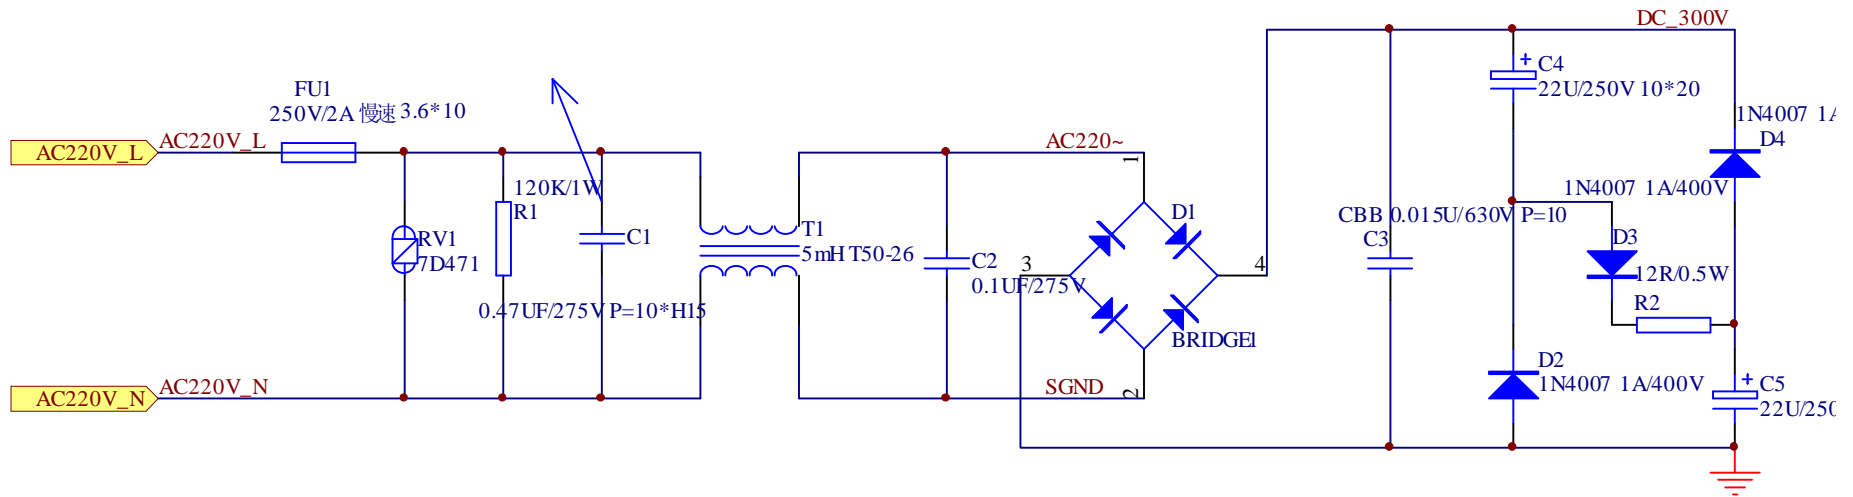 DC_300V
C4
22U/250V 10*20
FU1
250V/2A 慢速 3.6*10
1N4007 1A
D4
AC220V_L
AC220V_L
AC220~
1
120K/1W
R1
1N4007 1A/400V
CBB 0.015U/630V P=10
C3
D1
T1
5mH T50-26
RV1
7D471
C1
C2
0.1UF/275V
3
4
D3
12R/0.5W
R2
0.47UF/275V P=10*H15
BRIDGE1
D2
1N4007 1A/400V
AC220V_N
AC220V_N
SGND
2
C5
22U/250